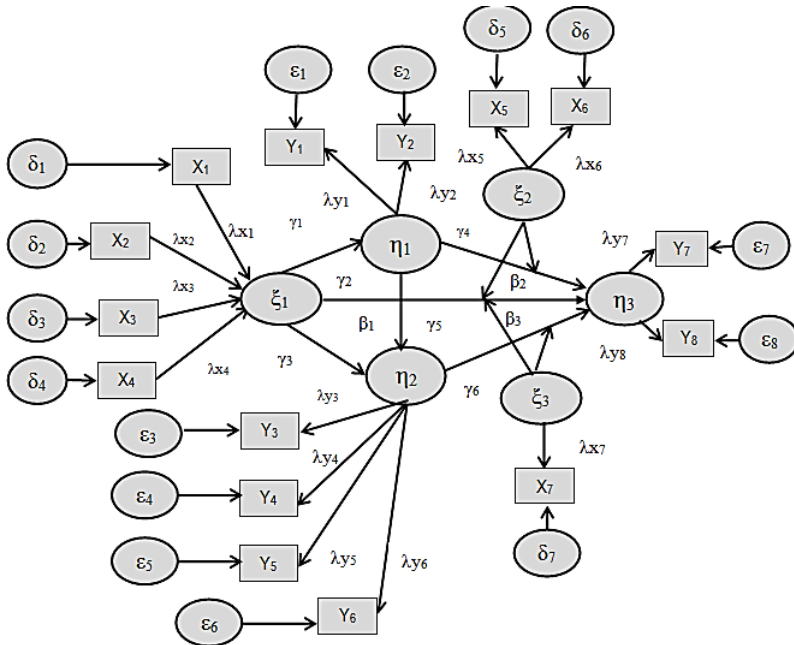 δ5 δ6
ε1 ε2
X5 X6
Y1 Y2
δ1 X1
λx5 λx6
ξ2
λy1 λy2
λx1 γ1
δ2 X2 λx2
η1 γ4
λy7 Y7 ε7
λx3 γ2 β2
ξ1 η3
δ3 X3
β1 γ5 β3
Y8 ε8
λx4 γ3 λy8
δ4 X4
η2 γ6
ξ3
λy3
ε3 Y3
λx7
λy4
X7
ε4 Y4
ε5 Y5 λy5 λy6
δ7
ε6 Y6